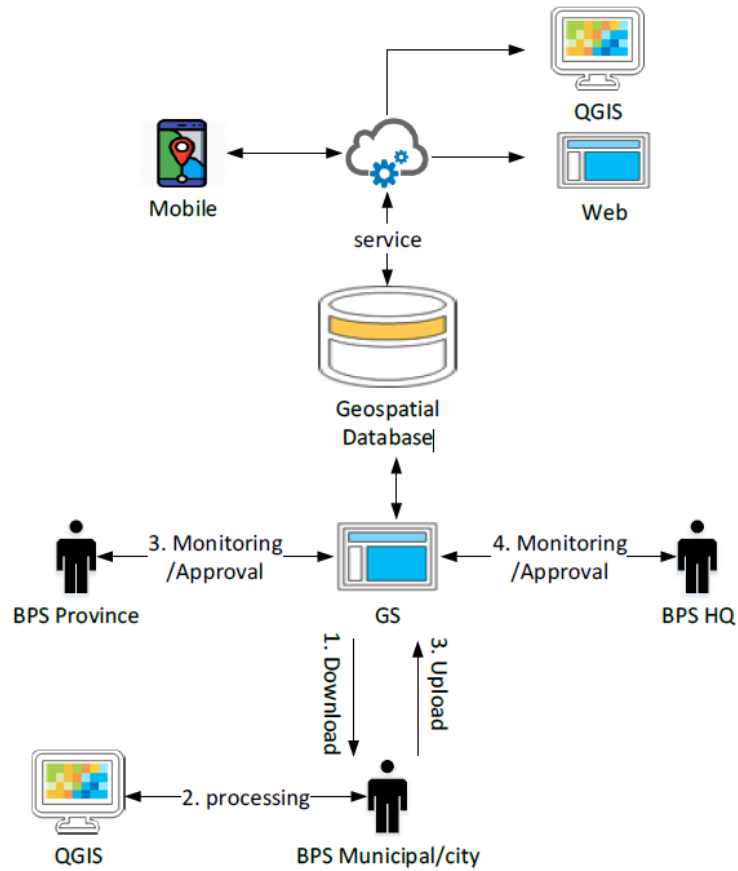 QGIS
Mobile
Web
service
Geospatial
Database
3. Monitoring
/Approval
4. Monitoring
/Approval
BPS Province
GS
BPS HQ
1. Download
3. Upload
2. processing
QGIS
BPS Municipal/city